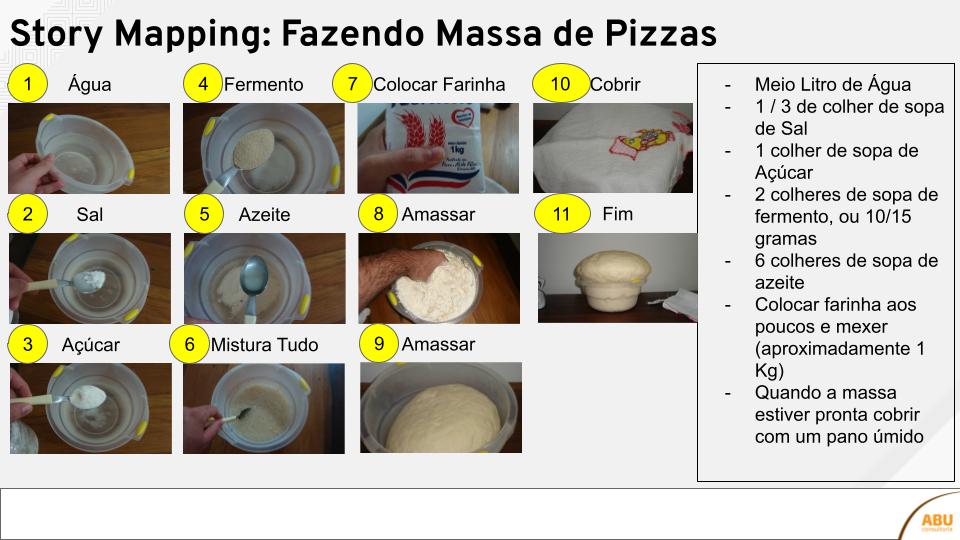 Story Mapping: Fazendo Massa de Pizzas
1 Água
4 Fermento
7 Colocar Farinha
10 Cobrir
2 Sal
5 Azeite
8 Amassar
11 Fim
3 Açúcar
6 Mistura Tudo
9 Amassar
1kg
- Meio Litro de Água
- 1 / 3 de colher de sopa
de Sal
- 1 colher de sopa de
Açúcar
- 2 colheres de sopa de
fermento, ou 10/15
gramas
- 6 colheres de sopa de
azeite
- Colocar farinha aos
poucos e mexer
(aproximadamente 1
Kg)
- Quando a massa
estiver pronta cobrir
com um pano úmido
ABU
consultoria